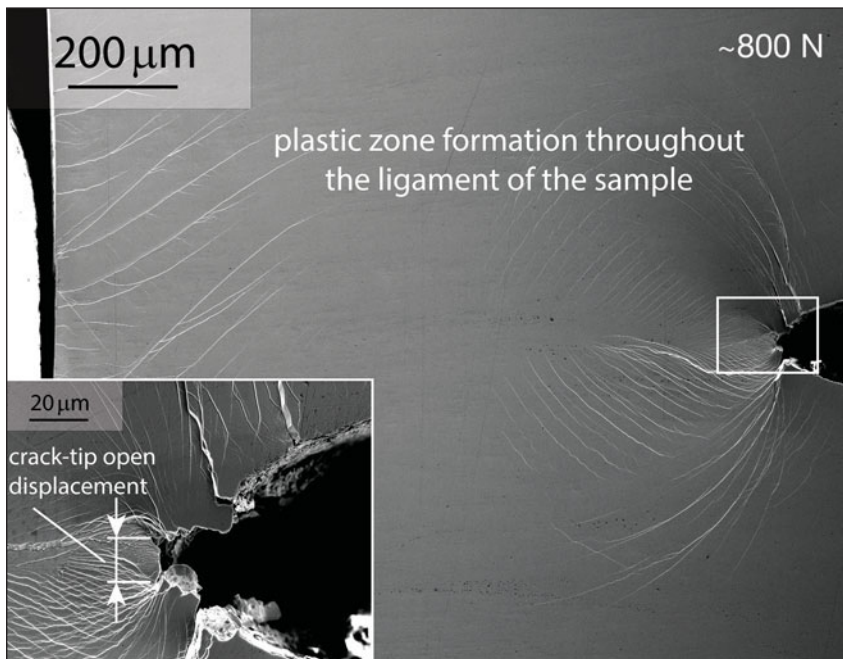 200 μm
~800 N
plastic zone formation throughout
the ligament of the sample
20 μm
crack-tip open
displacement